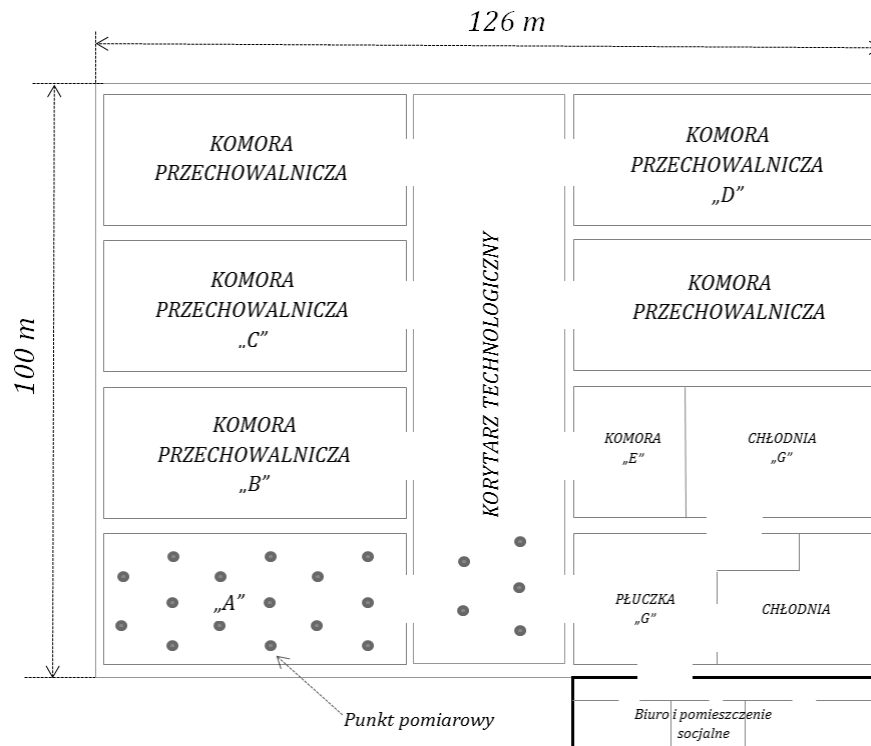 126 m
100 m
KOMORA
PRZECHOWALNICZA
KOMORA
PRZECHOWALNICZA
„D”
KOMORA
PRZECHOWALNICZA
„C”
KORYTARZ TECHNOLOGICZNY
KOMORA
PRZECHOWALNICZA
KOMORA
PRZECHOWALNICZA
„B”
KOMORA
„E”
CHŁODNIA
„G”
„A”
PŁUCZKA
„G”
CHŁODNIA
Punkt pomiarowy
Biuro i pomieszczenie
socjalne